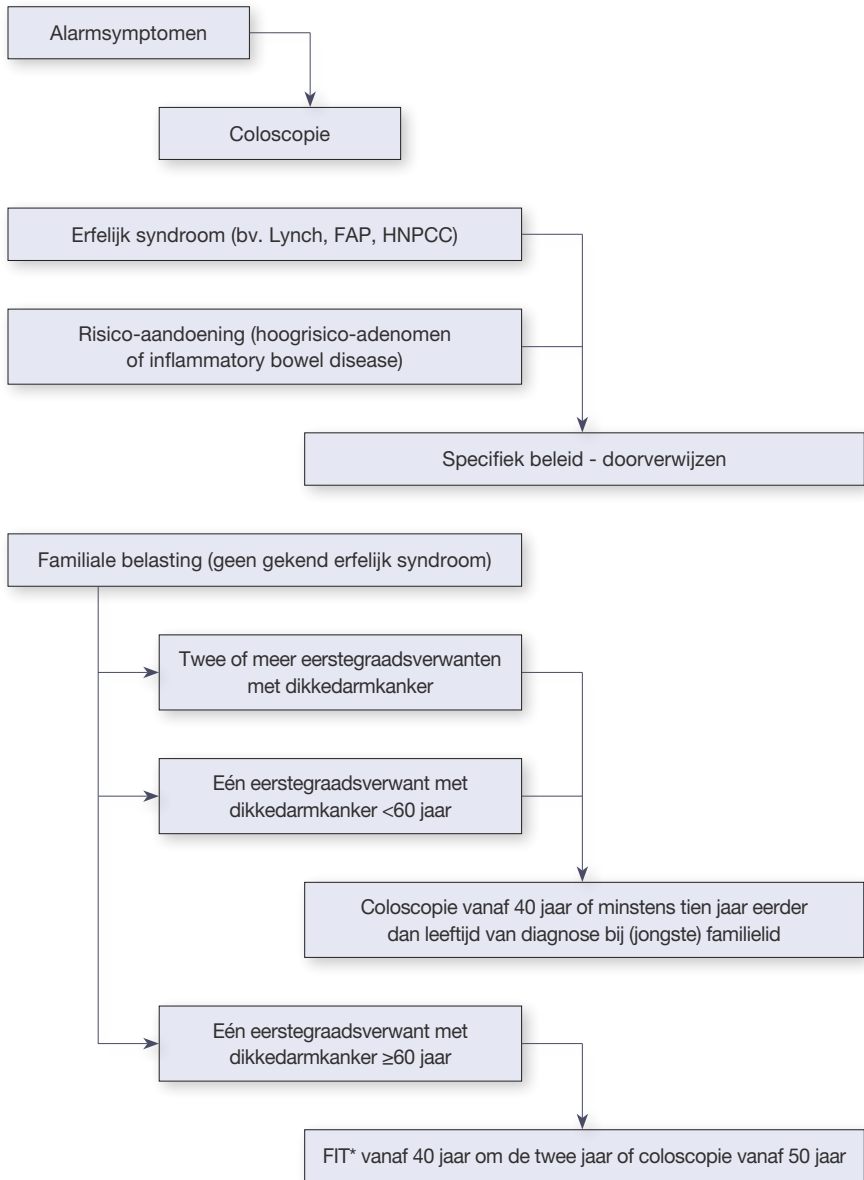 Alarmsymptomen
Coloscopie
Erfelijk syndroom (bv. Lynch, FAP, HNPCC)
Risico-aandoening (hoogrisico-adenomen
of inflammatory bowel disease)
Specifiek beleid - doorverwijzen
Familiale belasting (geen gekend erfelijk syndroom)
Twee of meer eerstegraadsverwanten
met dikkedarmkanker
Eén eerstegraadsverwant met
dikkedarmkanker <60 jaar
Coloscopie vanaf 40 jaar of minstens tien jaar eerder
dan leeftijd van diagnose bij (jongste) familielid
Eén eerstegraadsverwant met
dikkedarmkanker ≥60 jaar
FIT* vanaf 40 jaar om de twee jaar of coloscopie vanaf 50 jaar